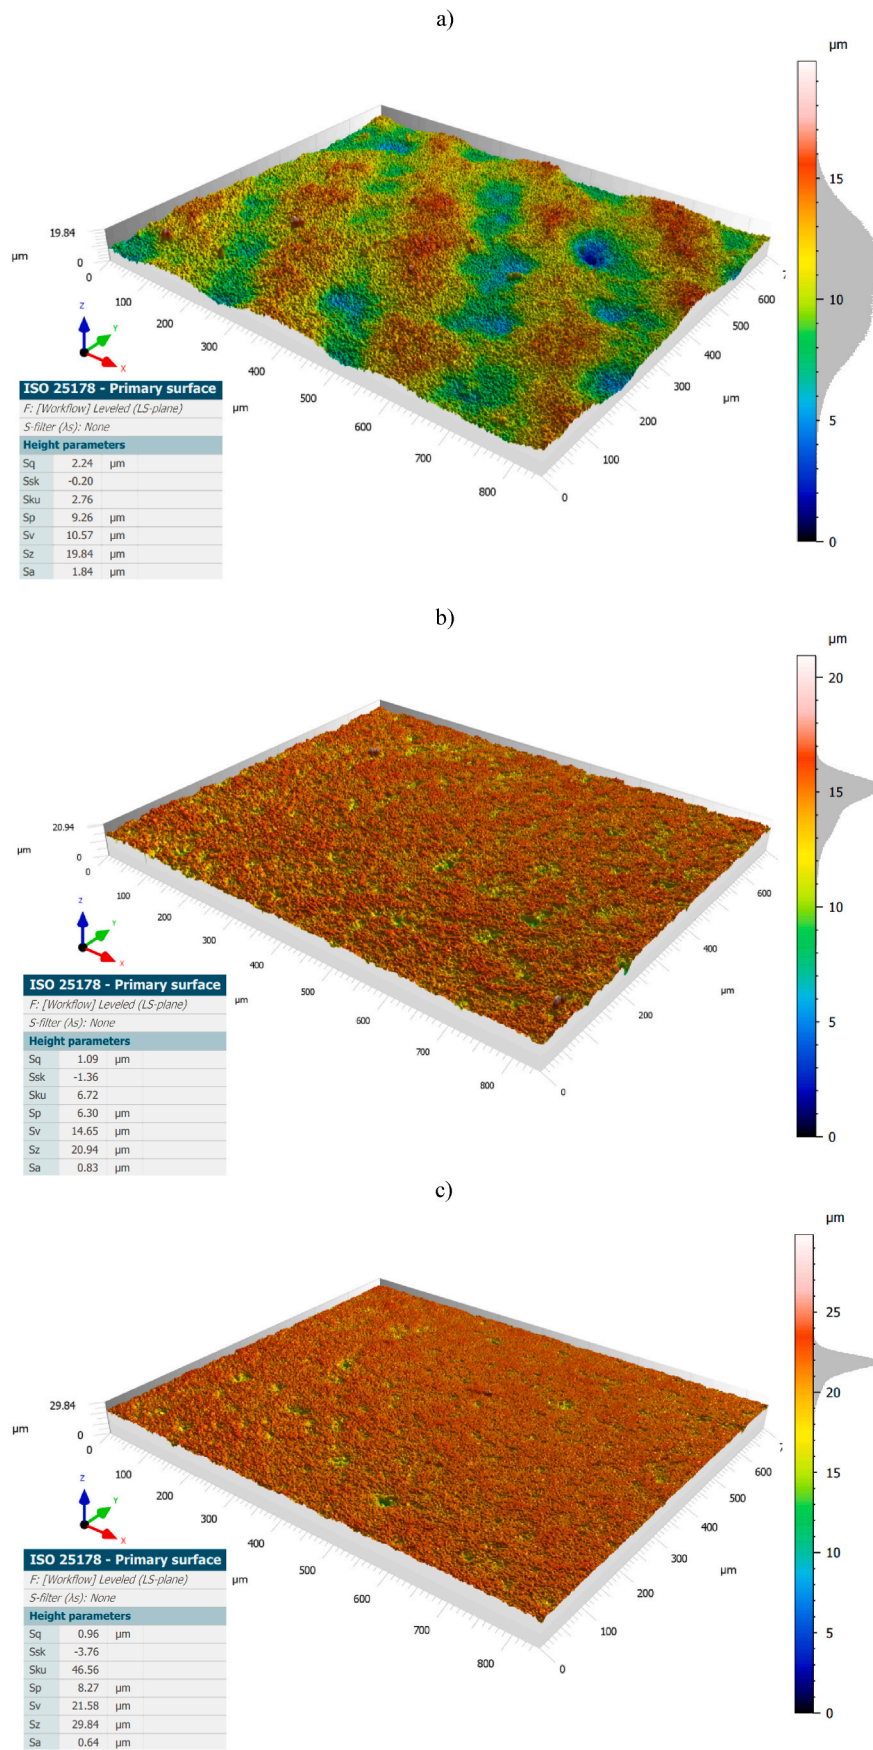 a)
µm
15
10
5
0
19.84
µm
0
0
100
200
300
400
µm
500
600
700
800
0
100
200
300
µm
400
500
600
Z
Y
X
ISO 25178 - Primary surface
F: [Workflow] Leveled (LS-plane)
S-filter (λs): None
Height parameters
Sq 2.24 µm
Ssk -0.20
Sku 2.76
Sp 9.26 µm
Sv 10.57 µm
Sz 19.84 µm
Sa 1.84 µm
b)
µm
20
15
10
5
0
20.94
µm
0
0
100
200
300
400
µm
500
600
700
800
0
200
µm
400
600
Z
Y
X
ISO 25178 - Primary surface
F: [Workflow] Leveled (LS-plane)
S-filter (λs): None
Height parameters
Sq 1.09 µm
Ssk -1.36
Sku 6.72
Sp 6.30 µm
Sv 14.65 µm
Sz 20.94 µm
Sa 0.83 µm
c)
µm
25
20
15
10
5
0
29.84
µm
0
0
100
200
300
400
µm
500
600
700
800
0
100
200
300
µm
400
500
600
Z
Y
X
ISO 25178 - Primary surface
F: [Workflow] Leveled (LS-plane)
S-filter (λs): None
Height parameters
Sq 0.96 µm
Ssk -3.76
Sku 46.56
Sp 8.27 µm
Sv 21.58 µm
Sz 29.84 µm
Sa 0.64 µm